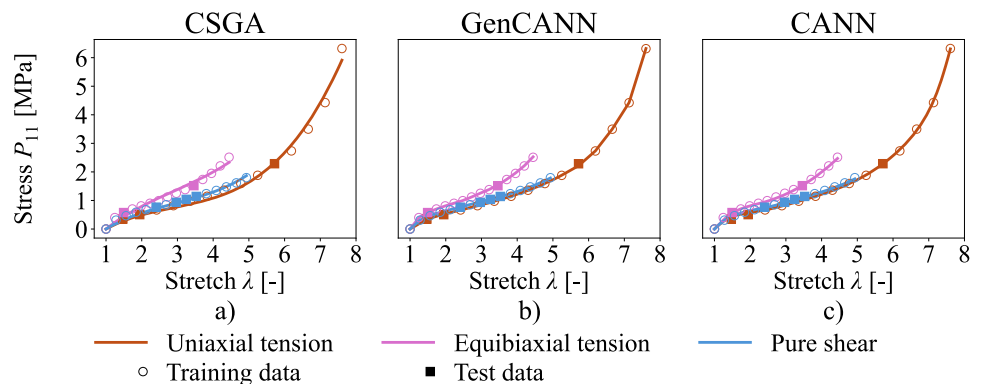 CSGA GenCANN CANN
Stress P₁₁ [MPa]
6
5
4
3
2
1
0
1 2 3 4 5 6 7 8 1 2 3 4 5 6 7 8 1 2 3 4 5 6 7 8
Stretch λ [-] Stretch λ [-] Stretch λ [-]
a) b) c)
Uniaxial tension Equibiaxial tension Pure shear
Training data Test data